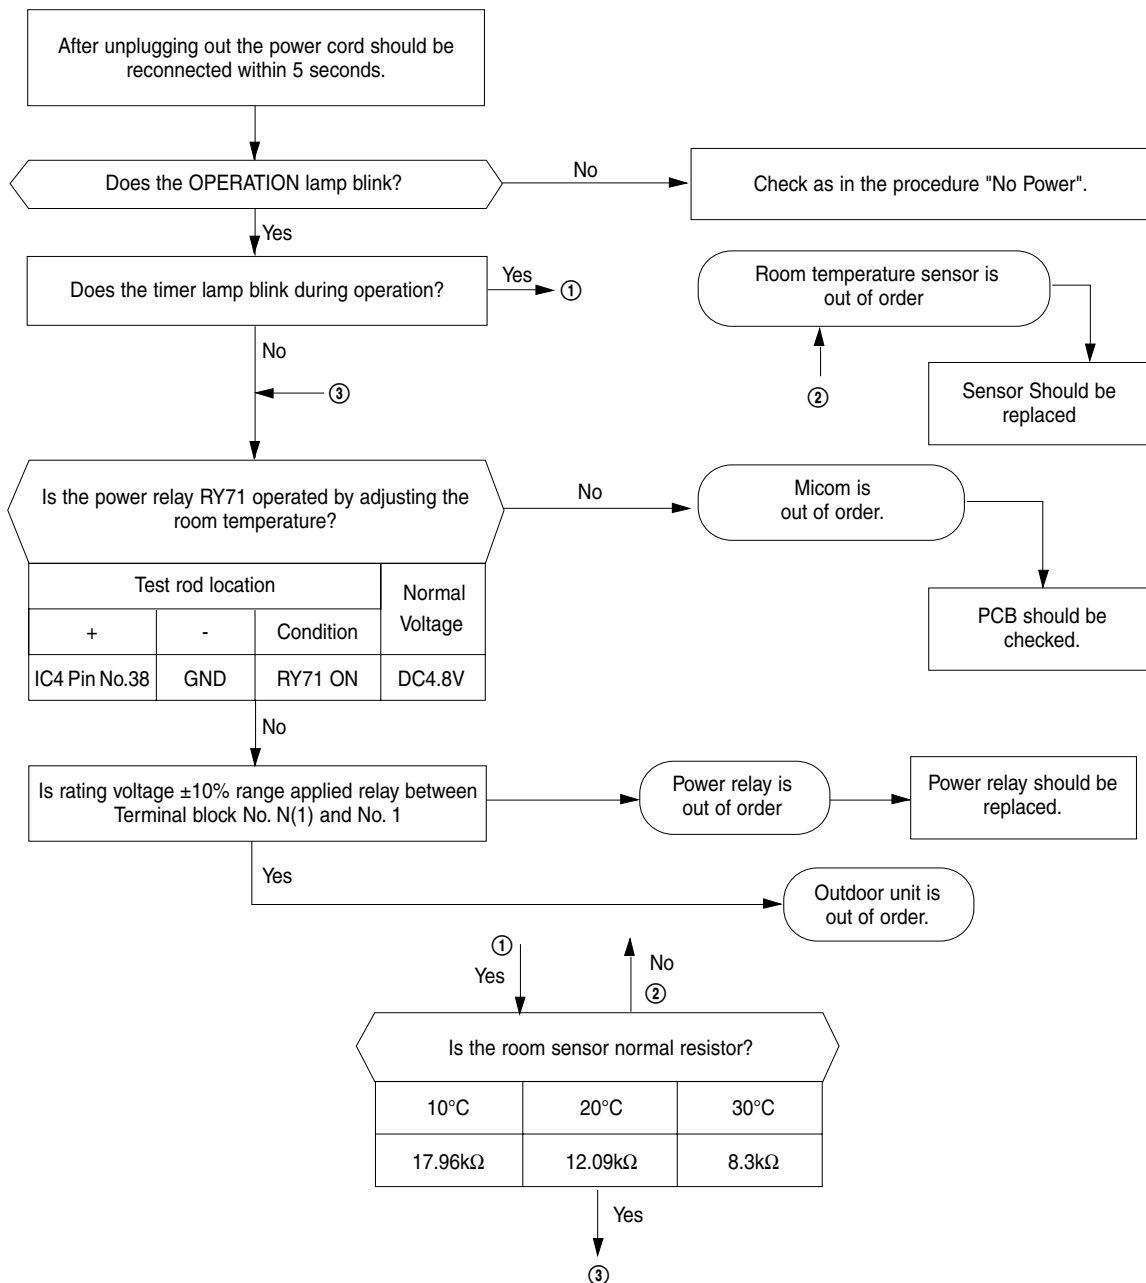 After unplugging out the power cord should be
reconnected within 5 seconds.
Does the OPERATION lamp blink?
No
Check as in the procedure "No Power".
Yes
Does the timer lamp blink during operation?
Yes
①
Room temperature sensor is
out of order
No
③
②
Sensor Should be
replaced
Is the power relay RY71 operated by adjusting the
room temperature?
No
Micom is
out of order.
Test rod location
Normal
Voltage
+
-
Condition
IC4 Pin No.38
GND
RY71 ON
DC4.8V
PCB should be
checked.
No
Is rating voltage ±10% range applied relay between
Terminal block No. N(1) and No. 1
Power relay is
out of order
Power relay should be
replaced.
Yes
Outdoor unit is
out of order.
①
Yes
No
②
Is the room sensor normal resistor?
10°C
20°C
30°C
17.96kΩ
12.09kΩ
8.3kΩ
Yes
③